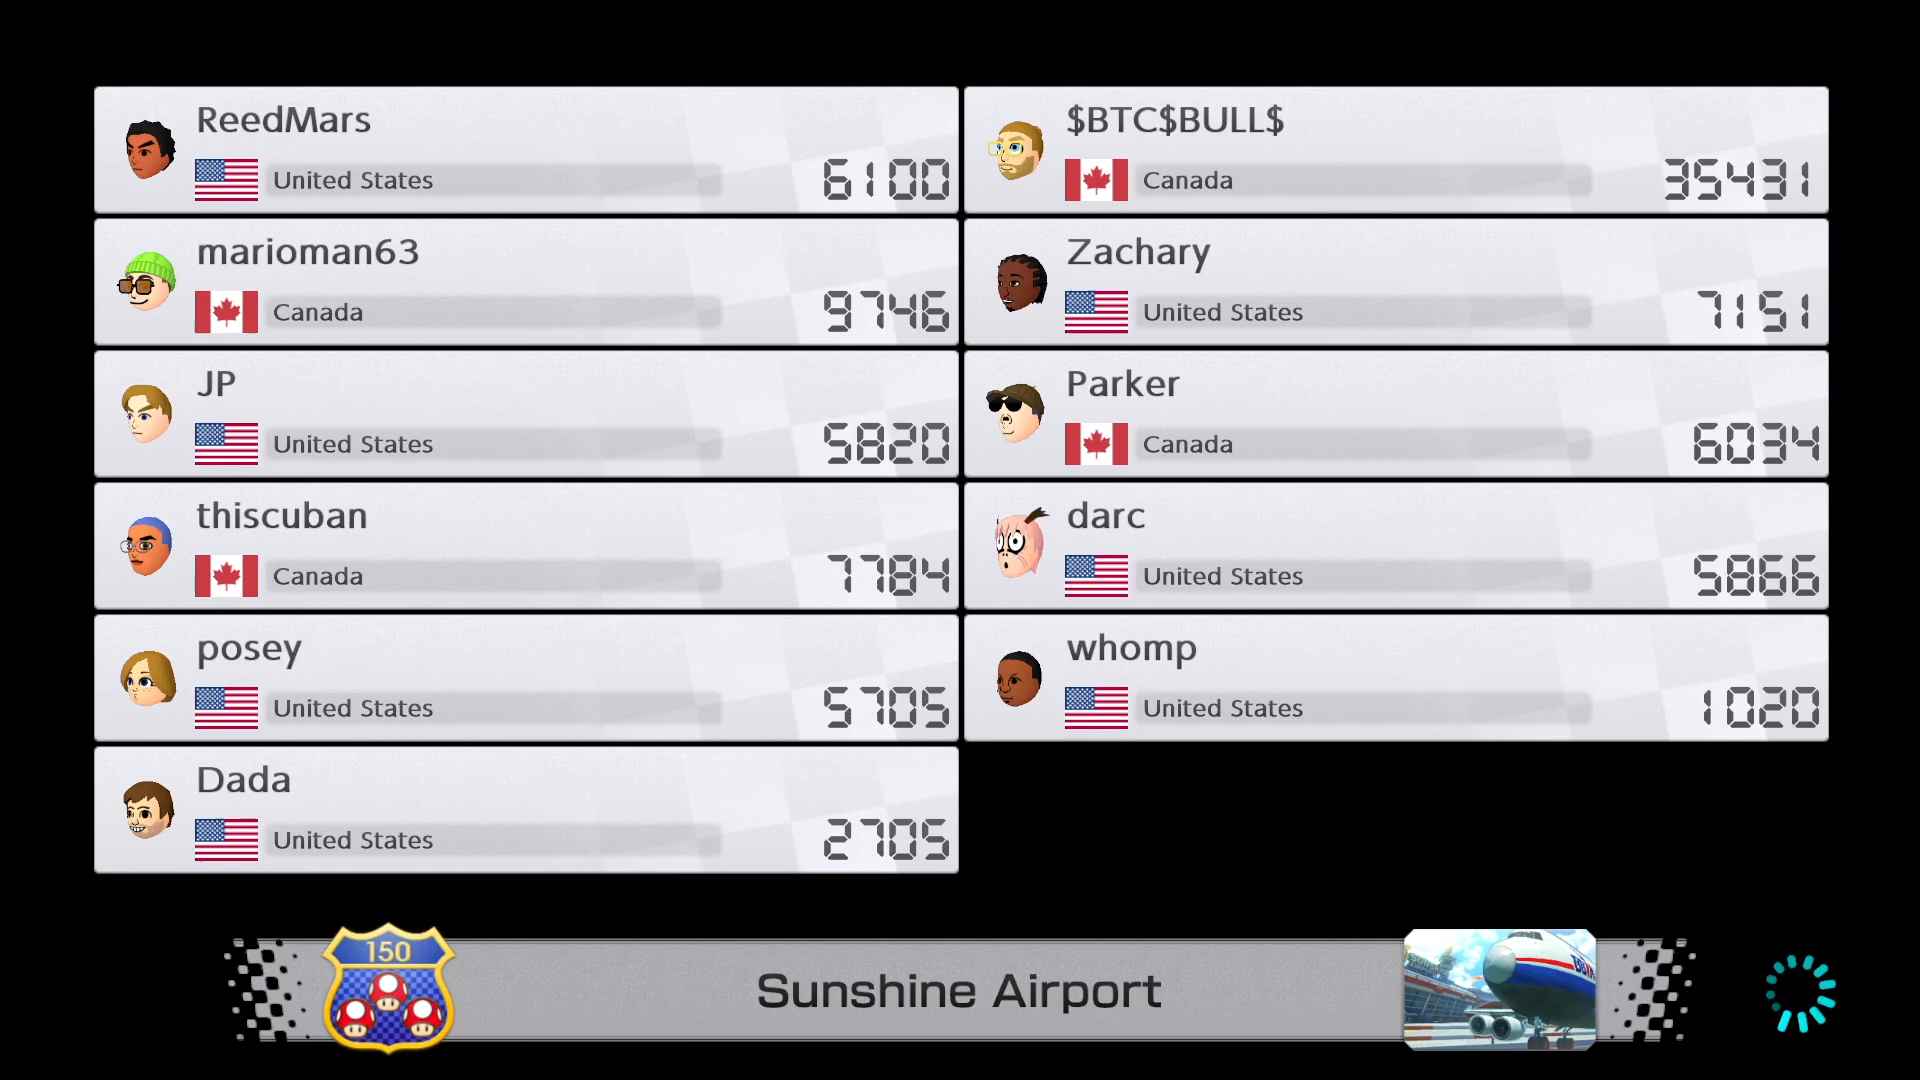 ReedMars
United States
6100
$BTC$BULL$
Canada
35431
marioman63
Canada
9746
Zachary
United States
7151
JP
United States
5820
Parker
Canada
6034
thiscuban
Canada
7784
darc
United States
5866
posey
United States
5705
whomp
United States
1020
Dada
United States
2705
150
Sunshine Airport